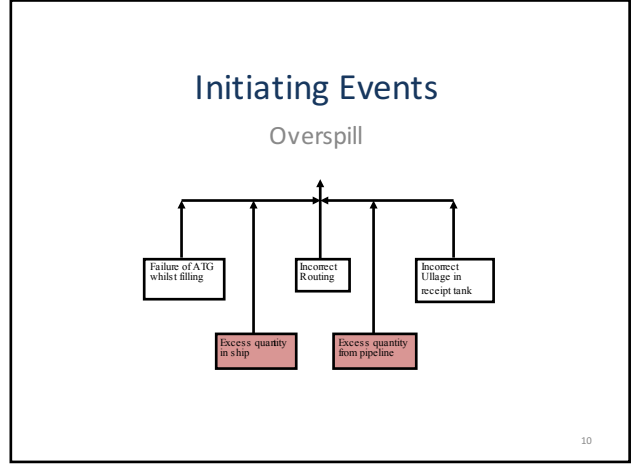 Initiating Events
Overspill
Failure of ATG
whilst filling
Incorrect
Routing
Incorrect
Ullage in
receipt tank
Excess quantity
in ship
Excess quantity
from pipeline
10